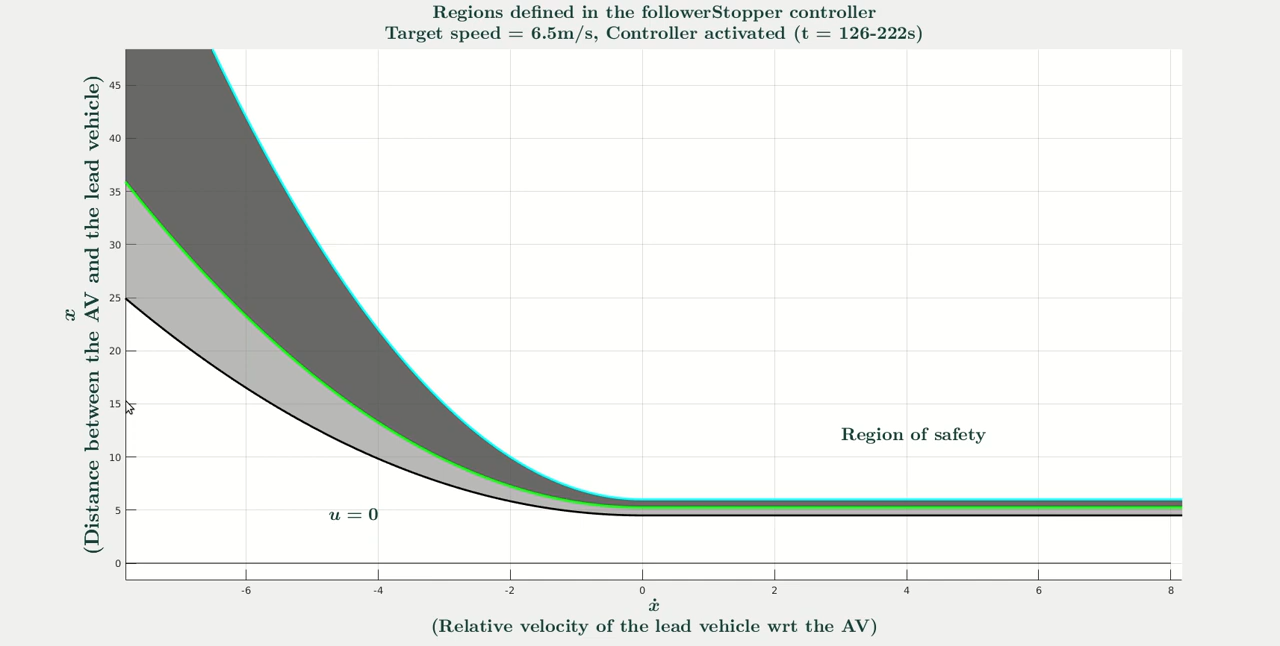 Regions defined in the followerStopper controller
Target speed = 6.5m/s, Controller activated (t = 126-222s)
x
(Distance between the AV and the lead vehicle)
45
40
35
30
25
20
15
10
5
0
Region of safety
u = 0
-6
-4
-2
0
2
4
6
8
ẋ
(Relative velocity of the lead vehicle wrt the AV)